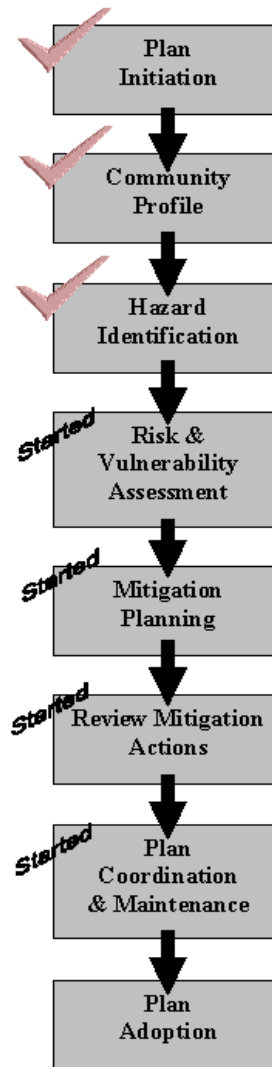 Plan
Initiation
Community
Profile
Hazard
Identification
Started
Risk &
Vulnerability
Assessment
Started
Mitigation
Planning
Started
Review Mitigation
Actions
Started
Plan
Coordination
& Maintenance
Plan
Adoption